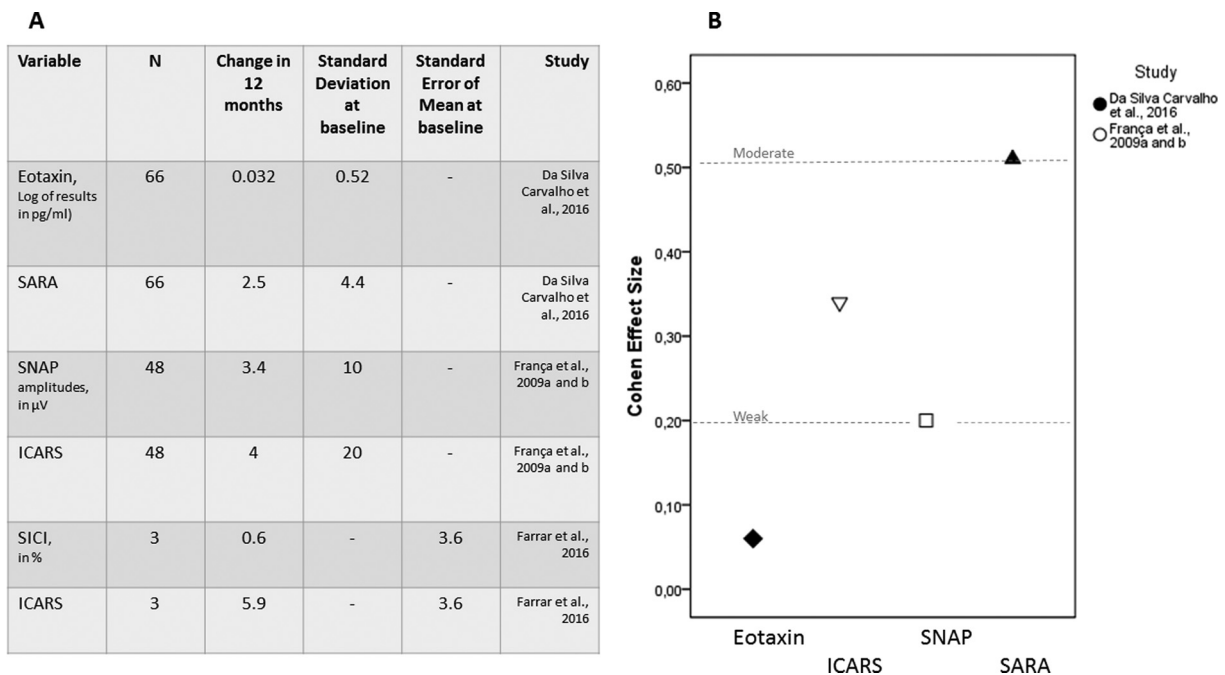 A
Variable
N
Change in
12
months
Standard
Deviation
at
baseline
Standard
Error of
Mean at
baseline
Study
Eotaxin,
Log of results
in pg/ml)
66
0.032
0.52
-
Da Silva
Carvalho et
al., 2016
SARA
66
2.5
4.4
-
Da Silva
Carvalho et
al., 2016
SNAP
amplitudes,
in µV
48
3.4
10
-
França et al.,
2009a and b
ICARS
48
4
20
-
França et al.,
2009a and b
SICI,
in %
3
0.6
-
3.6
Farrar et al.,
2016
ICARS
3
5.9
-
3.6
Farrar et al.,
2016
B
Cohen Effect Size
0,60
0,50
0,40
0,30
0,20
0,10
0,00
Moderate
Weak
Eotaxin
ICARS
SNAP
SARA
Study
Da Silva Carvalho
et al., 2016
França et al.,
2009a and b